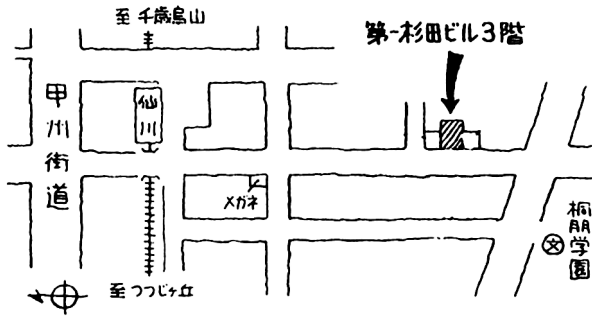 至 千歳烏山
第一杉田ビル3階
甲州街道
仙川
メガネ
桐朋学園
文
至 つつじヶ丘